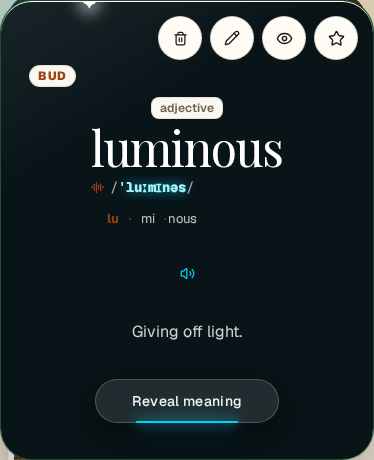 BUD
adjective
luminous
/ˈluːmɪnəs/
lu · mi · nous
Giving off light.
Reveal meaning